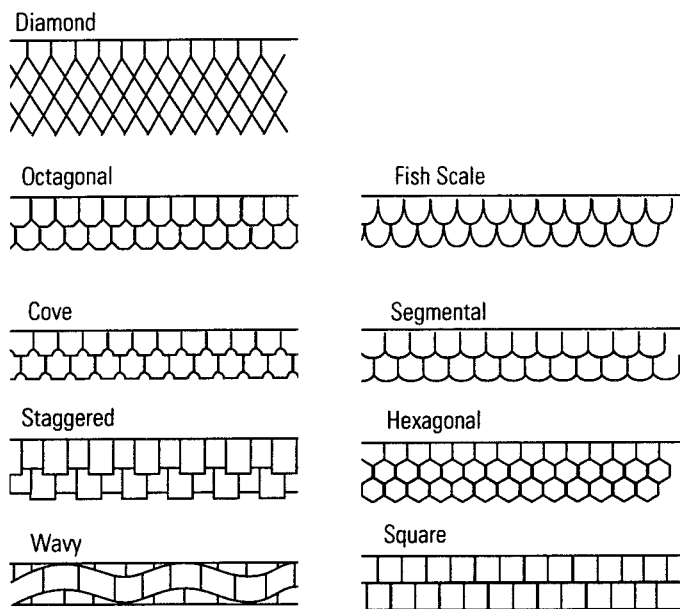 Diamond
Octagonal
Fish Scale
Cove
Segmental
Staggered
Hexagonal
Wavy
Square